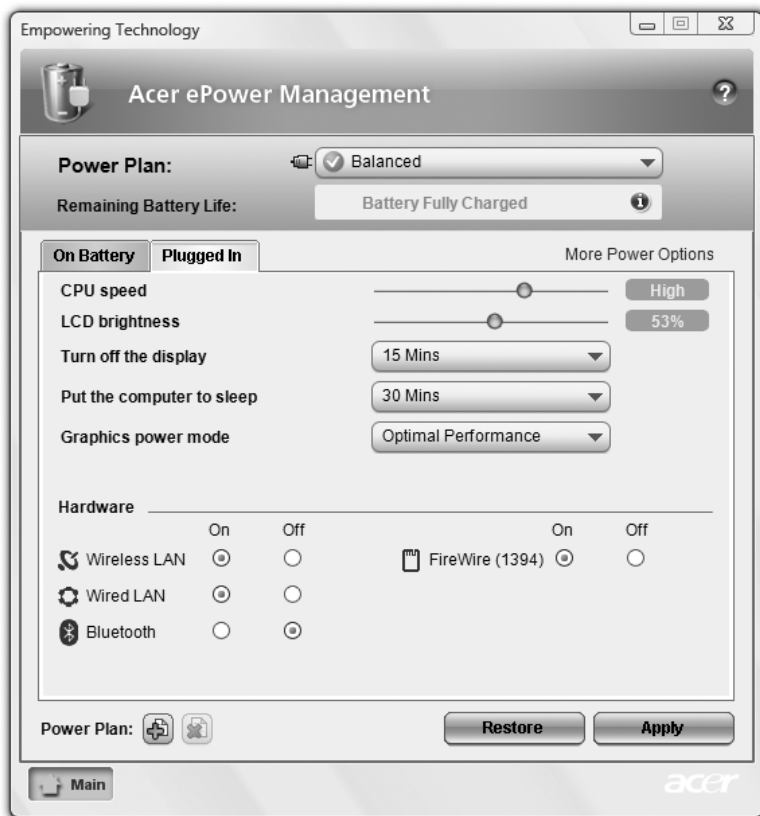 Empowering Technology
Acer ePower Management
?
Power Plan: Balanced
Remaining Battery Life: Battery Fully Charged
On Battery Plugged In More Power Options
CPU speed High
LCD brightness 53%
Turn off the display 15 Mins
Put the computer to sleep 30 Mins
Graphics power mode Optimal Performance
Hardware
On Off On Off
Wireless LAN FireWire (1394)
Wired LAN
Bluetooth
Power Plan: Restore Apply
Main acer